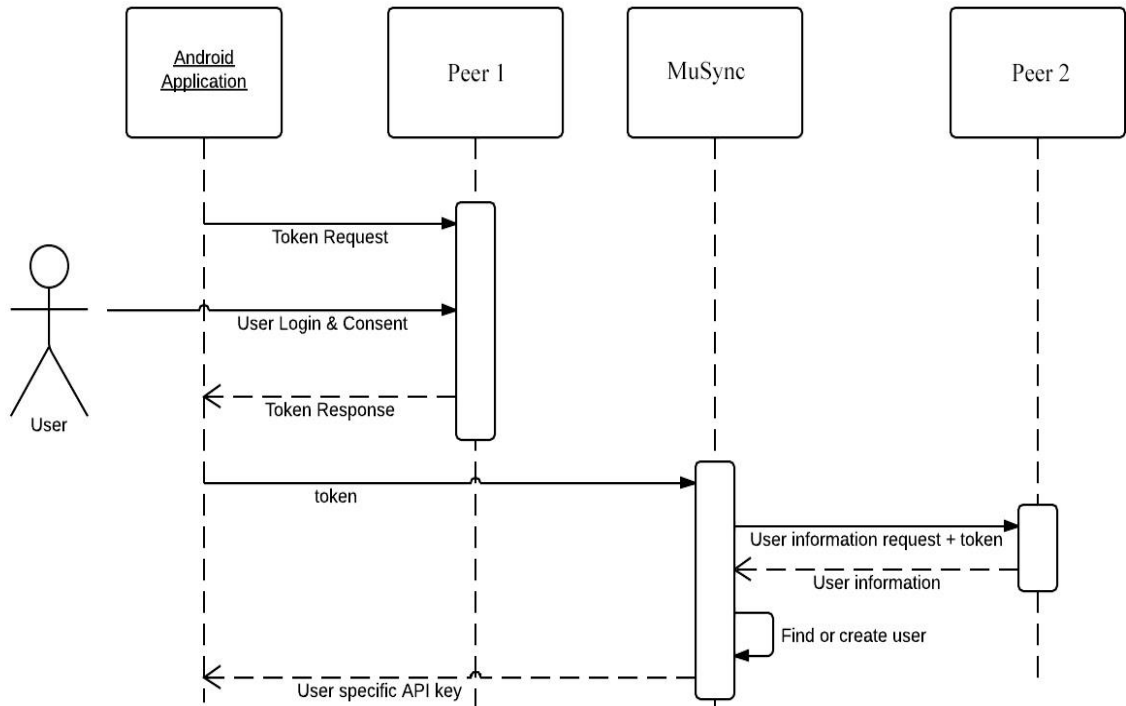 Android
Application
Peer 1
MuSync
Peer 2
Token Request
User Login & Consent
Token Response
User
token
User information request + token
User information
Find or create user
User specific API key